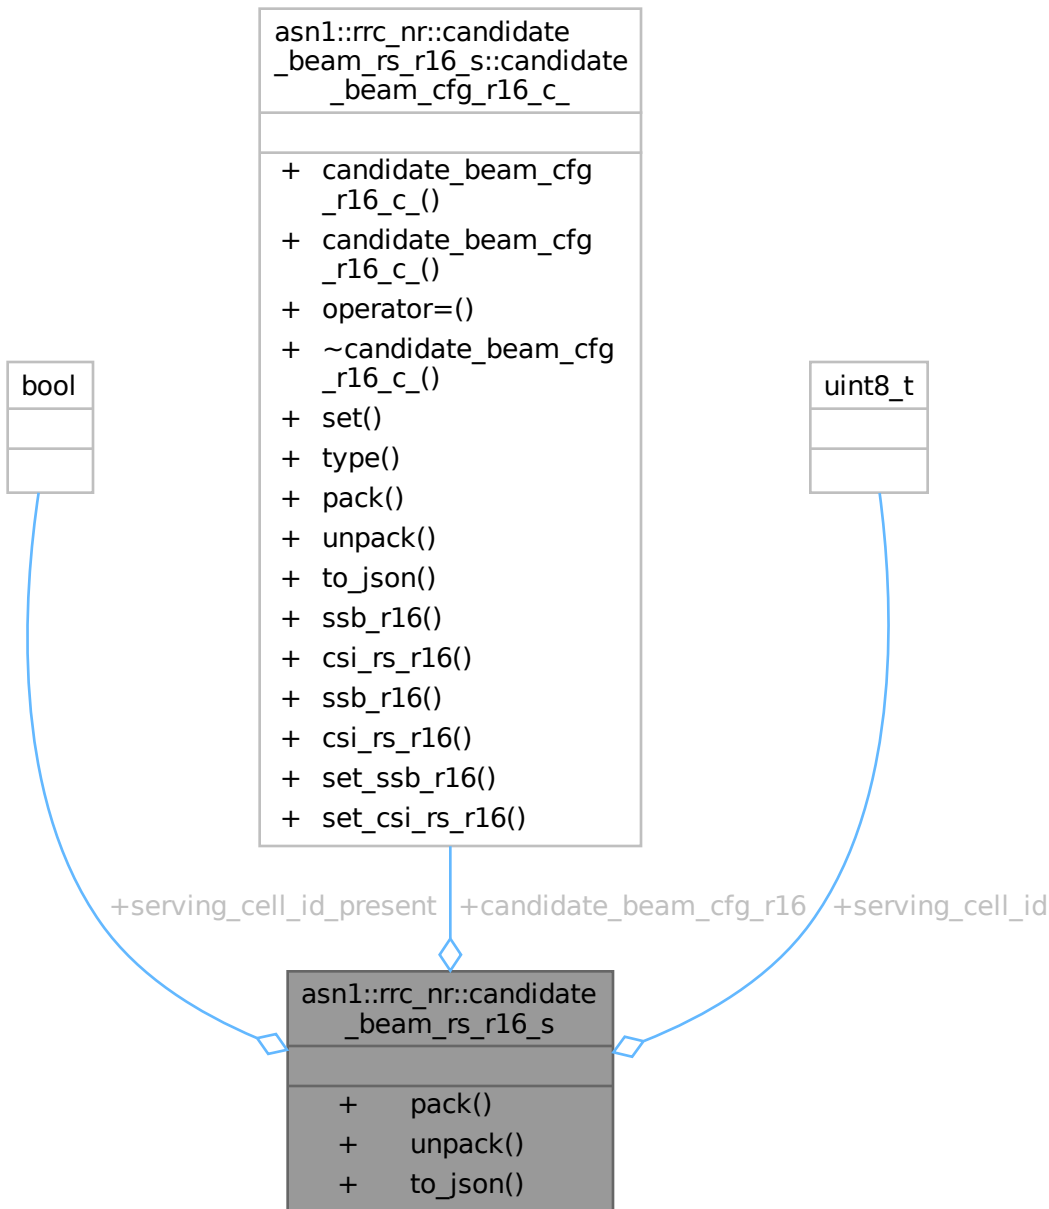 asn1::rrc_nr::candidate
_beam_rs_r16_s::candidate
_beam_cfg_r16_c_
+ candidate_beam_cfg
_r16_c_()
+ candidate_beam_cfg
_r16_c_()
+ operator=()
+ ~candidate_beam_cfg
_r16_c_()
+ set()
+ type()
+ pack()
+ unpack()
+ to_json()
+ ssb_r16()
+ csi_rs_r16()
+ ssb_r16()
+ csi_rs_r16()
+ set_ssb_r16()
+ set_csi_rs_r16()
bool
uint8_t
+serving_cell_id_present
+candidate_beam_cfg_r16
+serving_cell_id
asn1::rrc_nr::candidate
_beam_rs_r16_s
+ pack()
+ unpack()
+ to_json()